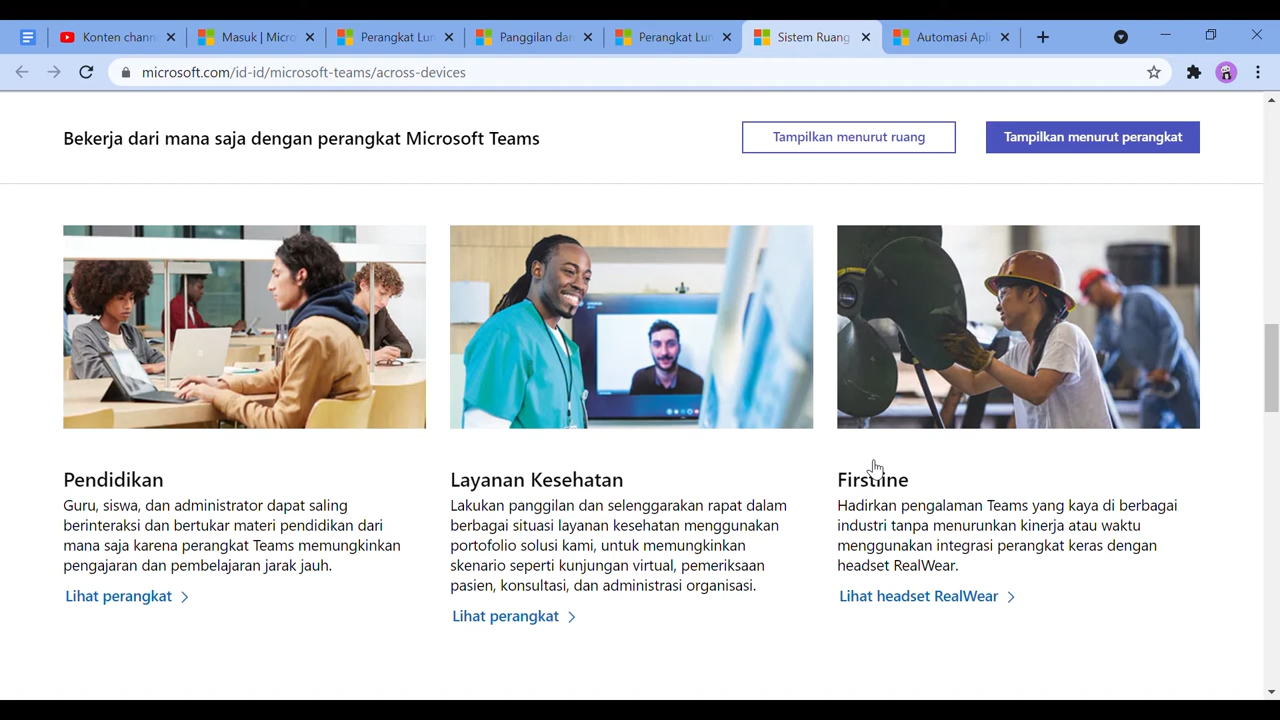 Konten chann
Masuk | Micro
Perangkat Lun
Panggilan dan
Perangkat Lun
Sistem Ruang
Automasi Apli
microsoft.com/id-id/microsoft-teams/across-devices
Bekerja dari mana saja dengan perangkat Microsoft Teams
Tampilkan menurut ruang
Tampilkan menurut perangkat
Pendidikan
Guru, siswa, dan administrator dapat saling
berinteraksi dan bertukar materi pendidikan dari
mana saja karena perangkat Teams memungkinkan
pengajaran dan pembelajaran jarak jauh.
Lihat perangkat
Layanan Kesehatan
Lakukan panggilan dan selenggarakan rapat dalam
berbagai situasi layanan kesehatan menggunakan
portofolio solusi kami, untuk memungkinkan
skenario seperti kunjungan virtual, pemeriksaan
pasien, konsultasi, dan administrasi organisasi.
Lihat perangkat
Firstline
Hadirkan pengalaman Teams yang kaya di berbagai
industri tanpa menurunkan kinerja atau waktu
menggunakan integrasi perangkat keras dengan
headset RealWear.
Lihat headset RealWear